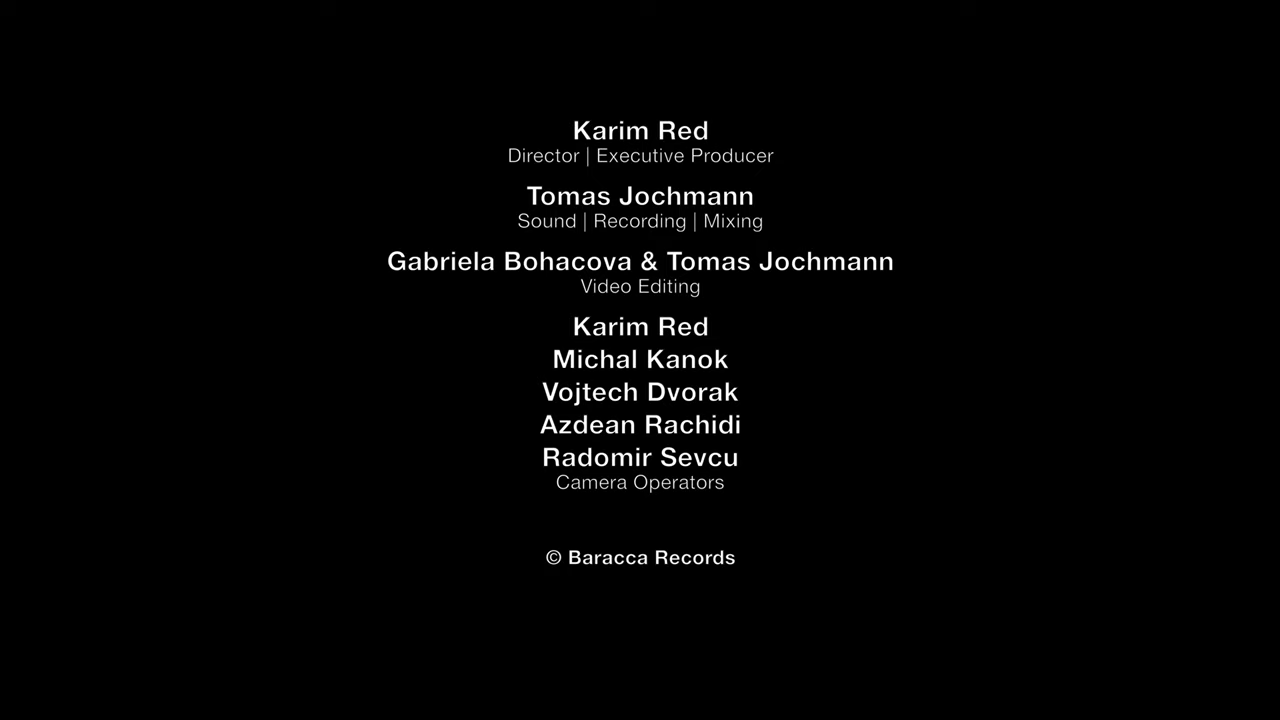 Karim Red
Director | Executive Producer
Tomas Jochmann
Sound | Recording | Mixing
Gabriela Bohacova & Tomas Jochmann
Video Editing
Karim Red
Michal Kanok
Vojtech Dvorak
Azdean Rachidi
Radomir Sevcu
Camera Operators
© Baracca Records